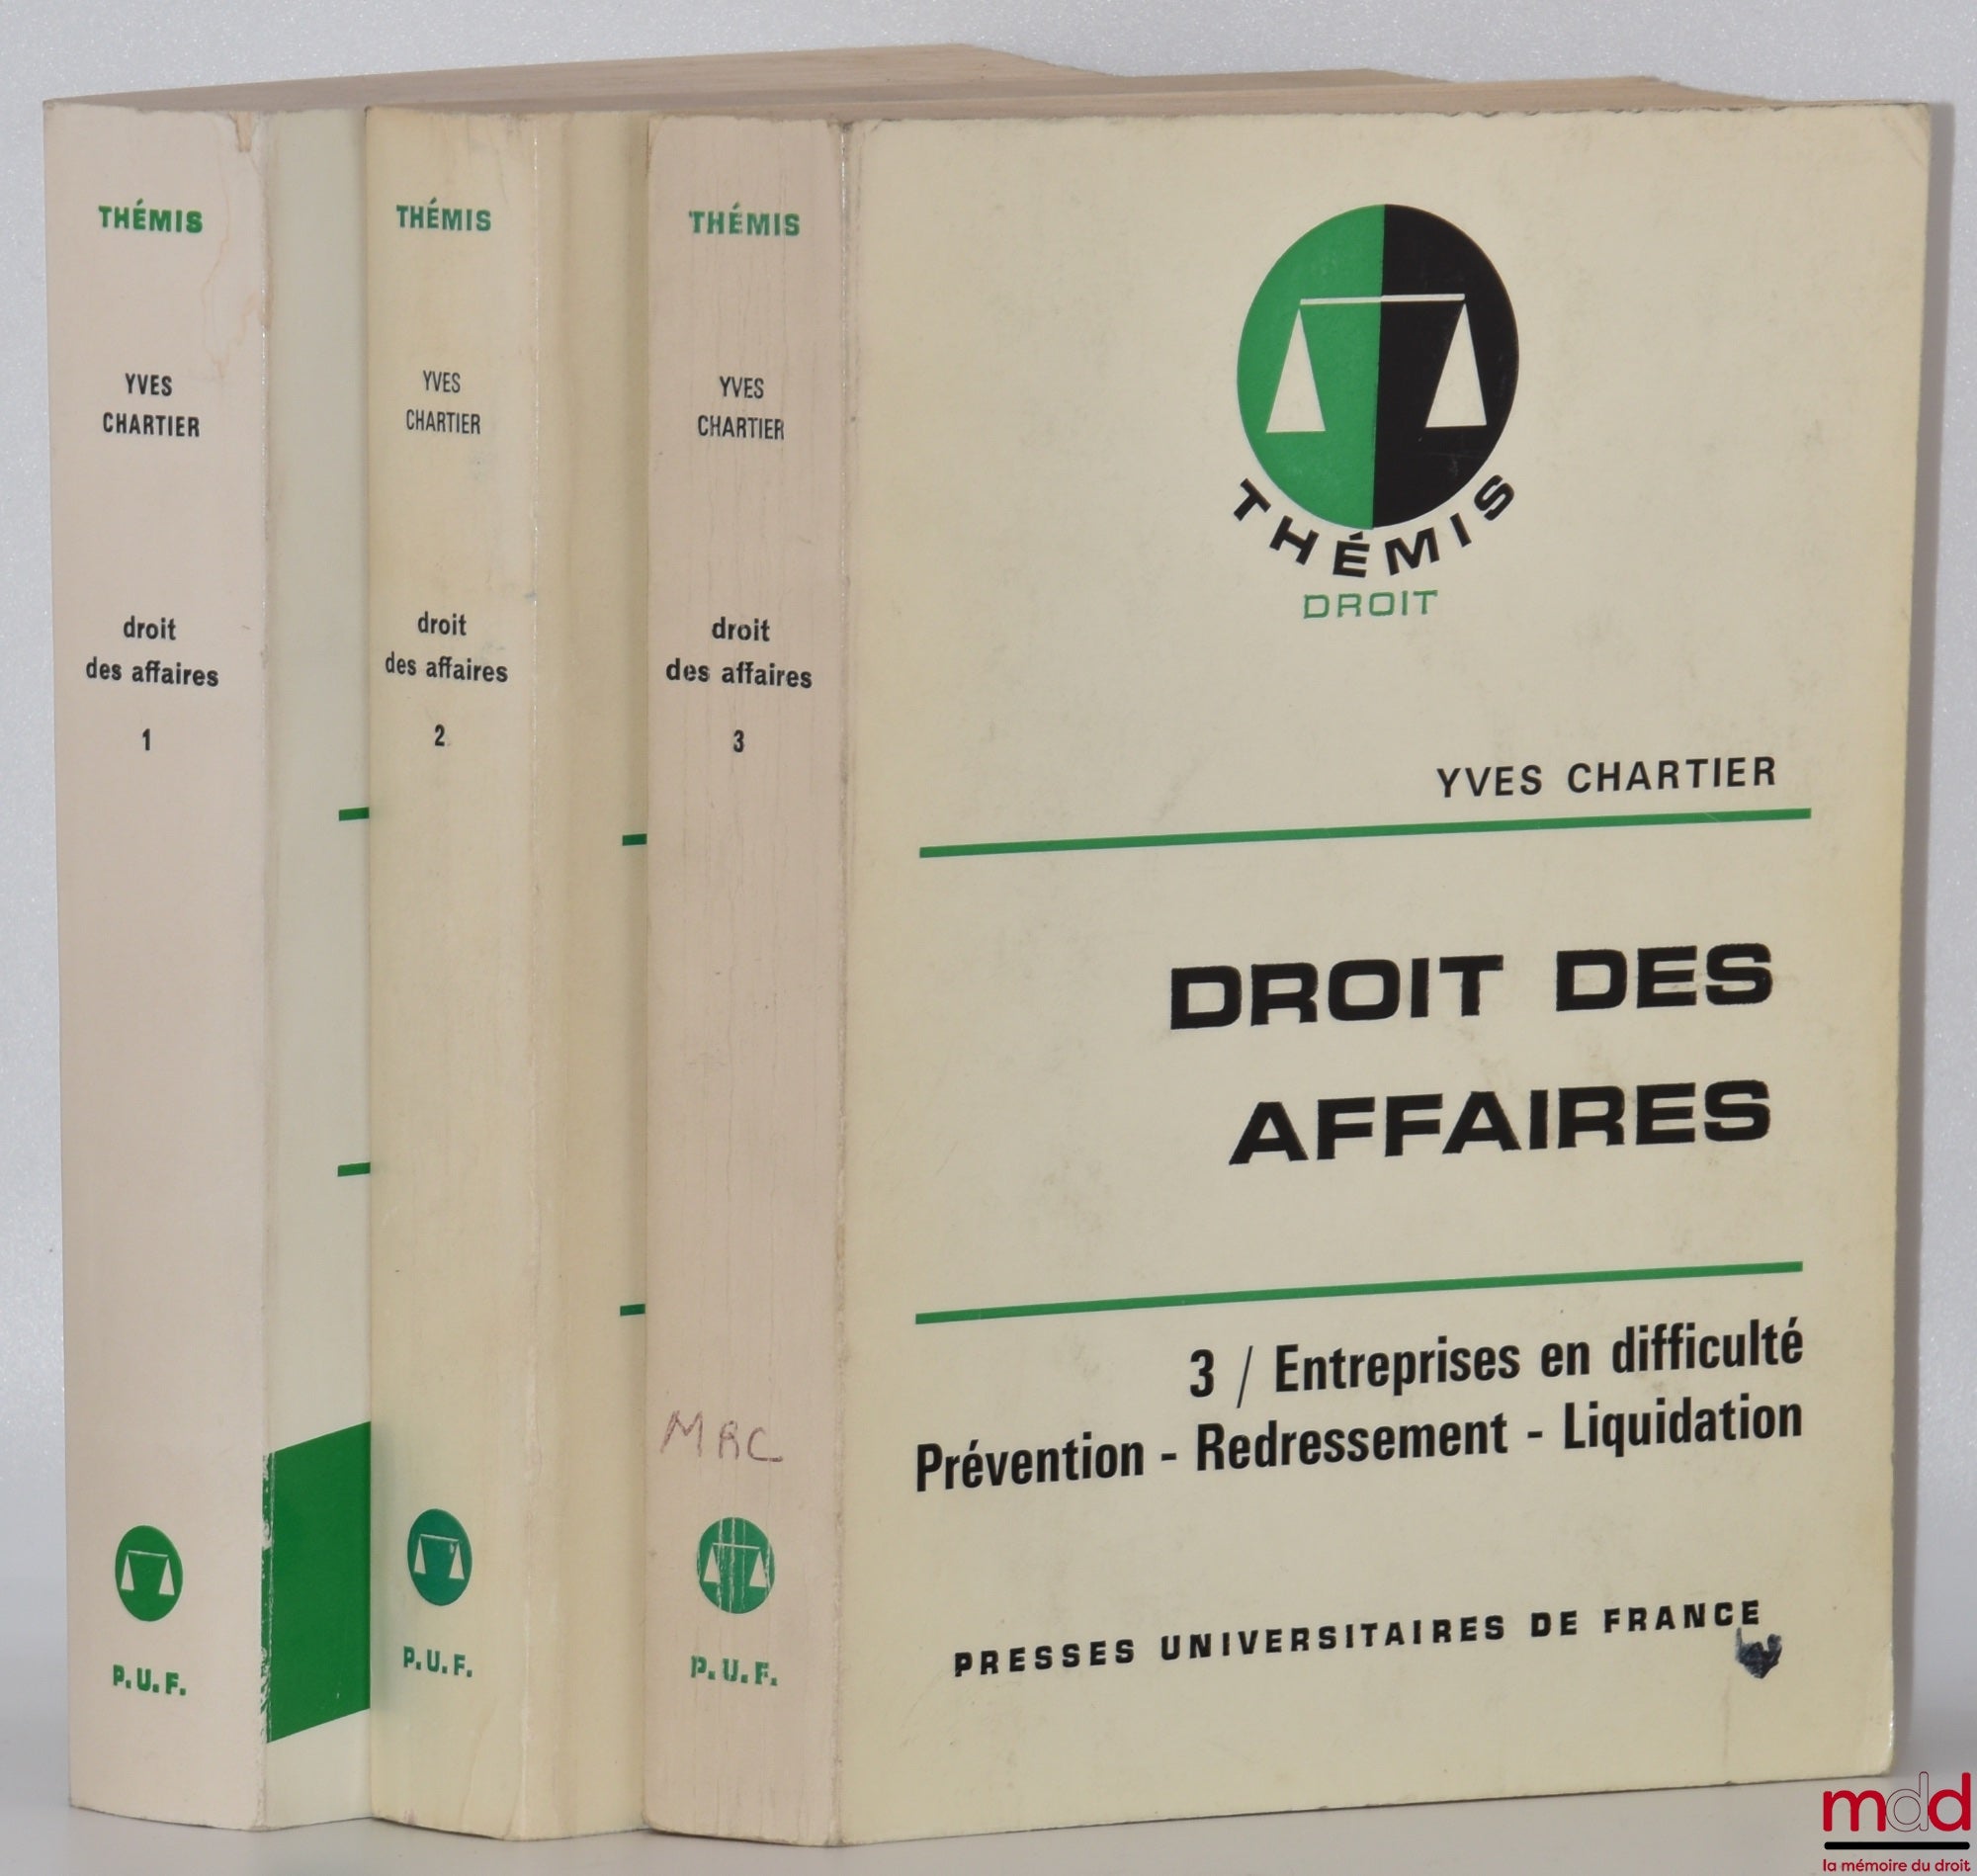 THÉMIS
YVES
CHARTIER
droit
des affaires
1
P.U.F.
THÉMIS
YVES
CHARTIER
droit
des affaires
2
P.U.F.
THÉMIS
YVES
CHARTIER
droit
des affaires
3
MRC
P.U.F.
THÉMIS
DROIT
YVES CHARTIER
DROIT DES
AFFAIRES
3 / Entreprises en difficulté
Prévention - Redressement - Liquidation
PRESSES UNIVERSITAIRES DE FRANCE
mdd
la mémoire du droit